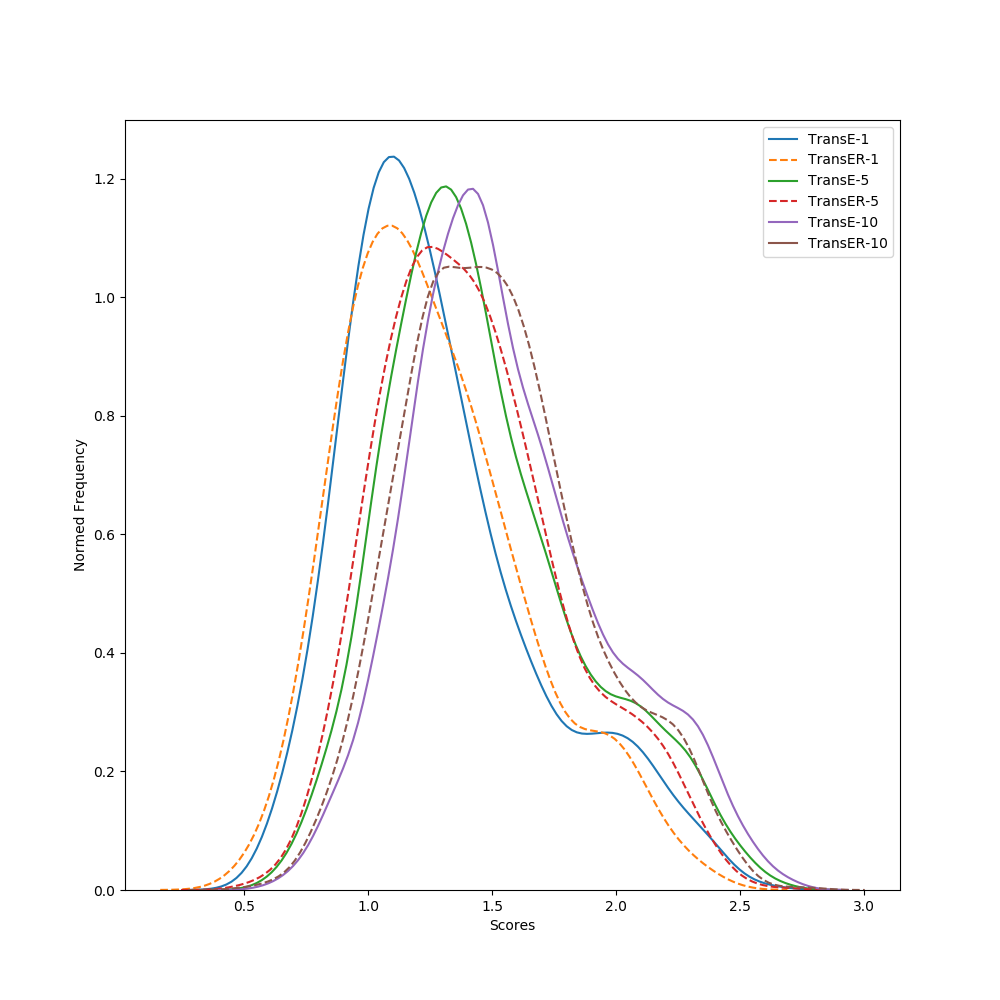 TransE-1
TransER-1
TransE-5
TransER-5
TransE-10
TransER-10
1.2
1.0
0.8
0.6
0.4
0.2
0.0
Normed Frequency
0.5 1.0 1.5 2.0 2.5 3.0
Scores